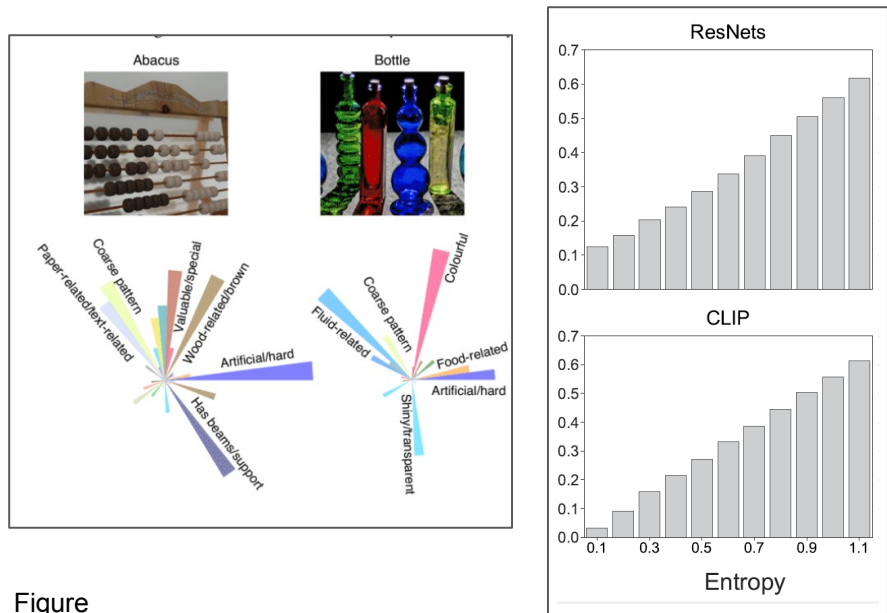 Abacus
Bottle
Coarse pattern
Paper-related/text-related
Valuable/special
Wood-related/brown
Artificial/hard
Has beams/support
Colourful
Coarse pattern
Fluid-related
Food-related
Artificial/hard
Shiny/transparent
ResNets
0.7
0.6
0.5
0.4
0.3
0.2
0.1
0.0
CLIP
0.7
0.6
0.5
0.4
0.3
0.2
0.1
0.0
0.1 0.3 0.5 0.7 0.9 1.1
Entropy
Figure